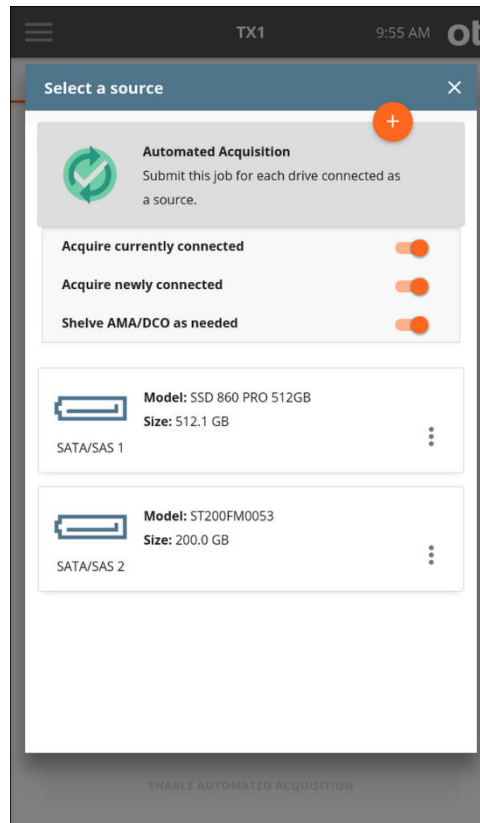 TX1
9:55 AM
ot
Select a source
Automated Acquisition
Submit this job for each drive connected as
a source.
Acquire currently connected
Acquire newly connected
Shelve AMA/DCO as needed
Model: SSD 860 PRO 512GB
Size: 512.1 GB
SATA/SAS 1
Model: ST200FM0053
Size: 200.0 GB
SATA/SAS 2
ENABLE AUTOMATED ACQUISITION